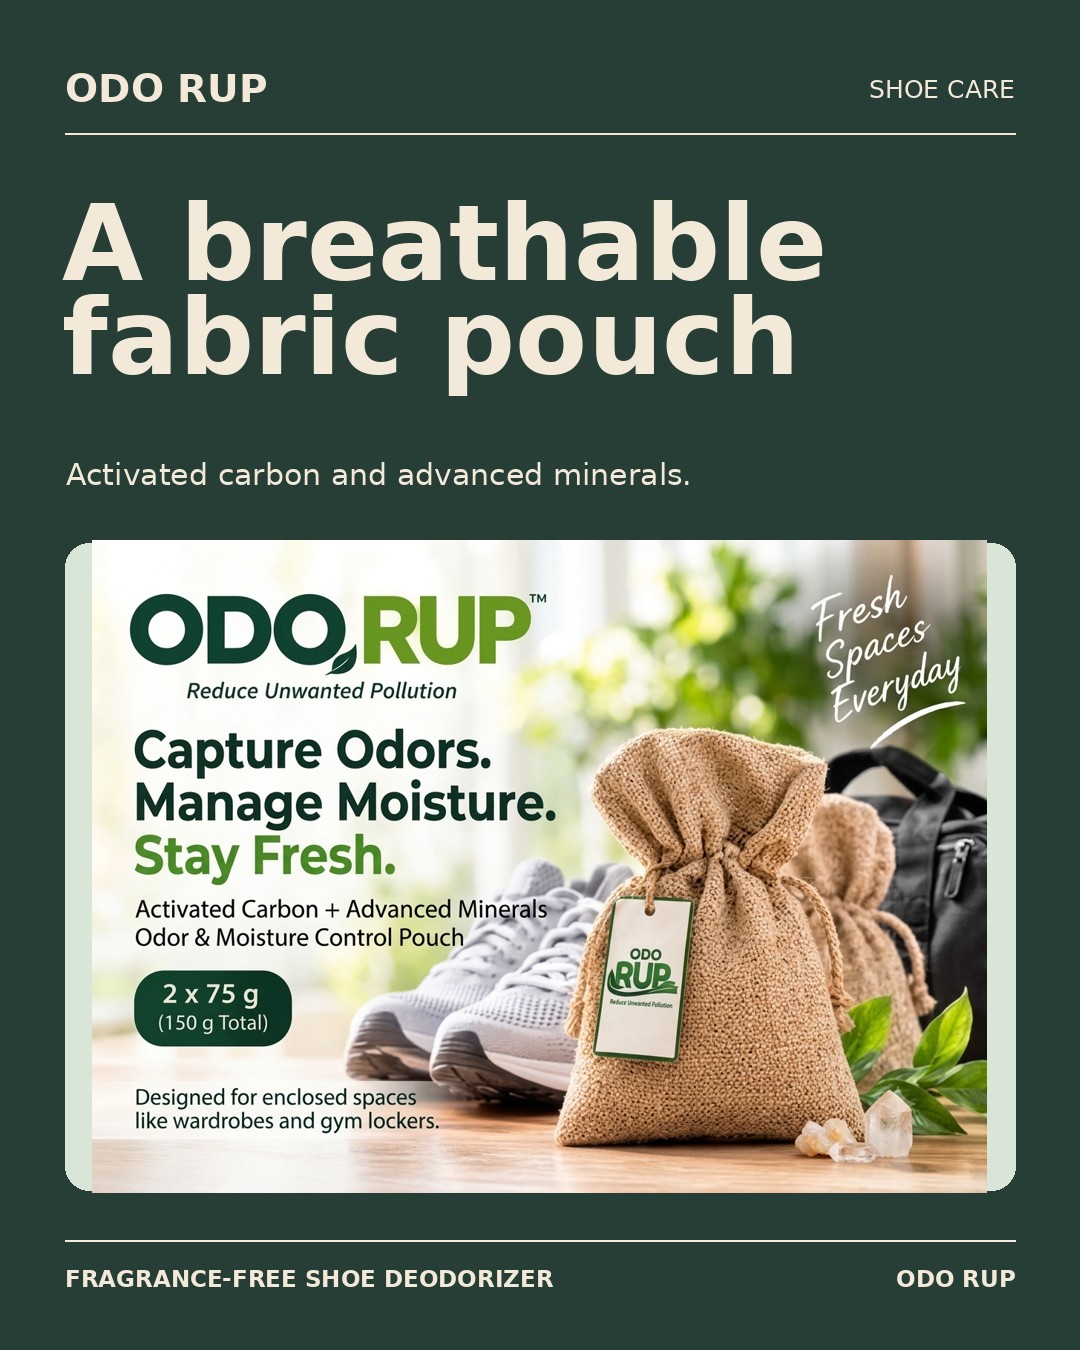 ODO RUP
SHOE CARE
A breathable
fabric pouch
Activated carbon and advanced minerals.
ODO RUP™
Reduce Unwanted Pollution
Fresh
Spaces
Everyday
Capture Odors.
Manage Moisture.
Stay Fresh.
Activated Carbon + Advanced Minerals
Odor & Moisture Control Pouch
2 x 75 g
(150 g Total)
ODO
RUP
Reduce Unwanted Pollution
Designed for enclosed spaces
like wardrobes and gym lockers.
FRAGRANCE-FREE SHOE DEODORIZER
ODO RUP